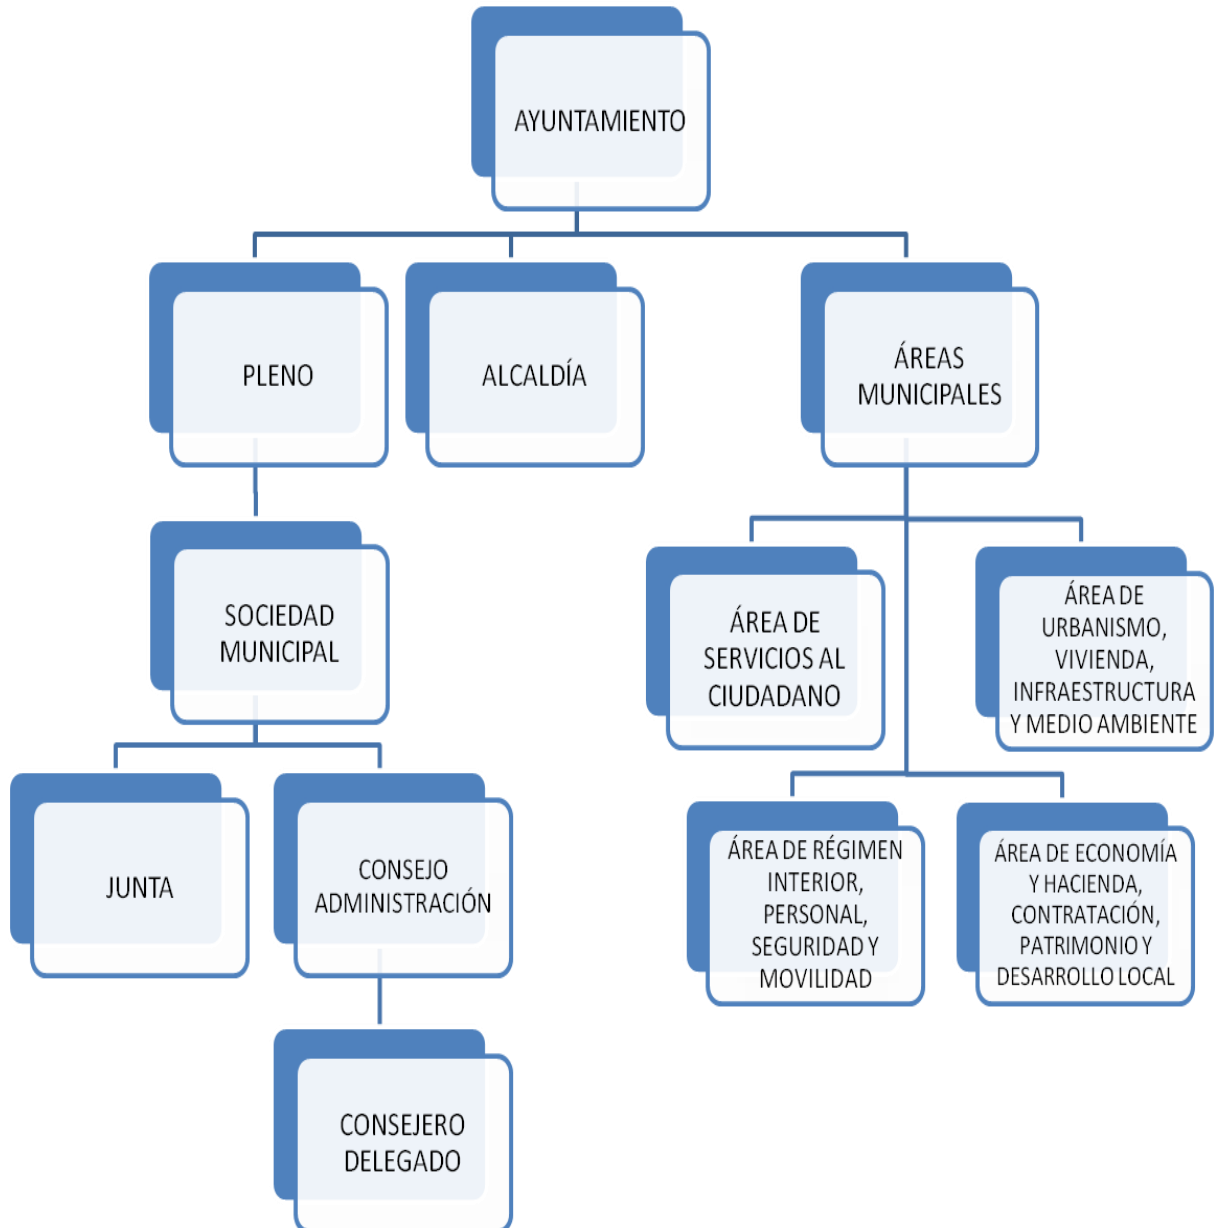 AYUNTAMIENTO
PLENO
ALCALDÍA
ÁREAS
MUNICIPALES
SOCIEDAD
MUNICIPAL
ÁREA DE
SERVICIOS AL
CIUDADANO
ÁREA DE
URBANISMO,
VIVIENDA,
INFRAESTRUCTURA
Y MEDIO AMBIENTE
JUNTA
CONSEJO
ADMINISTRACIÓN
ÁREA DE RÉGIMEN
INTERIOR,
PERSONAL,
SEGURIDAD Y
MOVILIDAD
ÁREA DE ECONOMÍA
Y HACIENDA,
CONTRATACIÓN,
PATRIMONIO Y
DESARROLLO LOCAL
CONSEJERO
DELEGADO